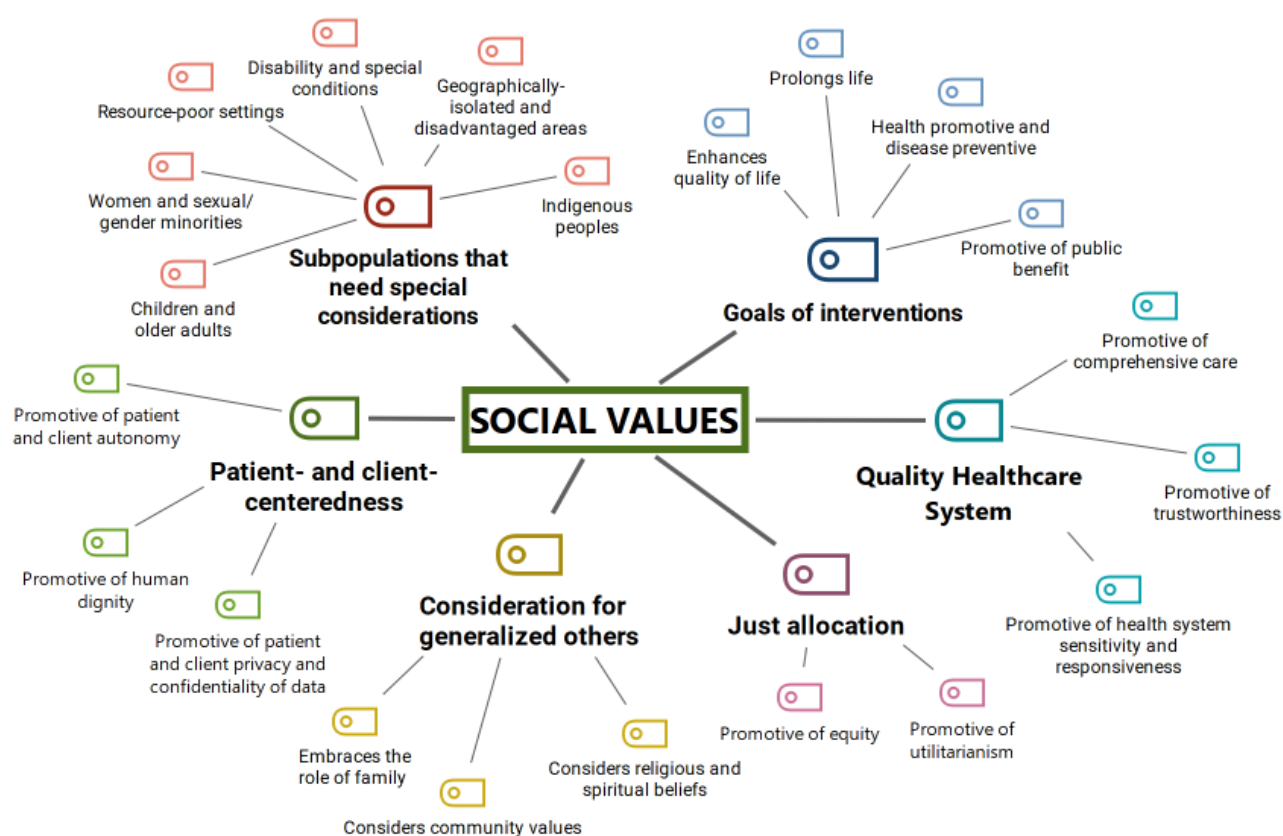 Disability and special
conditions
Geographically-
isolated and
disadvantaged areas
Resource-poor settings
Women and sexual/
gender minorities
Indigenous
peoples
Children and
older adults
Subpopulations that
need special
considerations
Prolongs life
Health promotive and
disease preventive
Enhances
quality of life
Promotive of public
benefit
Goals of interventions
Promotive of
comprehensive care
Promotive of
trustworthiness
Quality Healthcare
System
Promotive of health system
sensitivity and
responsiveness
SOCIAL VALUES
Promotive of patient
and client autonomy
Patient- and client-
centeredness
Promotive of human
dignity
Promotive of patient
and client privacy and
confidentiality of data
Consideration for
generalized others
Embraces the
role of family
Considers community values
Considers religious and
spiritual beliefs
Just allocation
Promotive of equity
Promotive of
utilitarianism